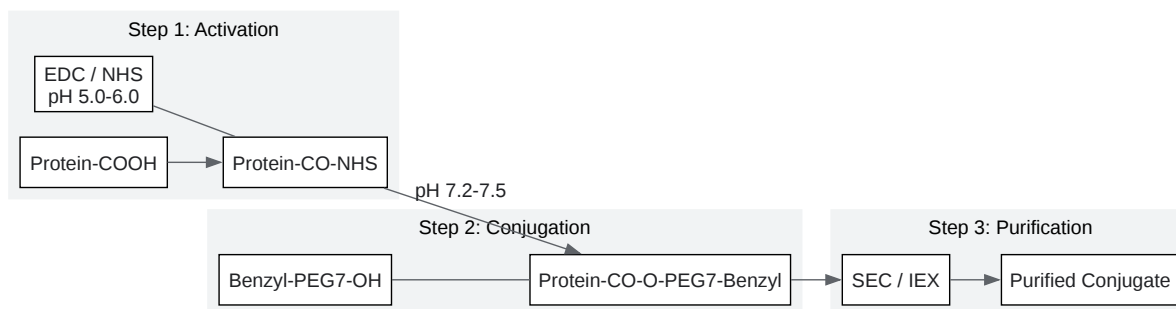 Step 1: Activation
EDC / NHS
pH 5.0-6.0
Protein-COOH
Protein-CO-NHS
pH 7.2-7.5
Step 2: Conjugation
Step 3: Purification
Benzyl-PEG7-OH
Protein-CO-O-PEG7-Benzyl
SEC / IEX
Purified Conjugate